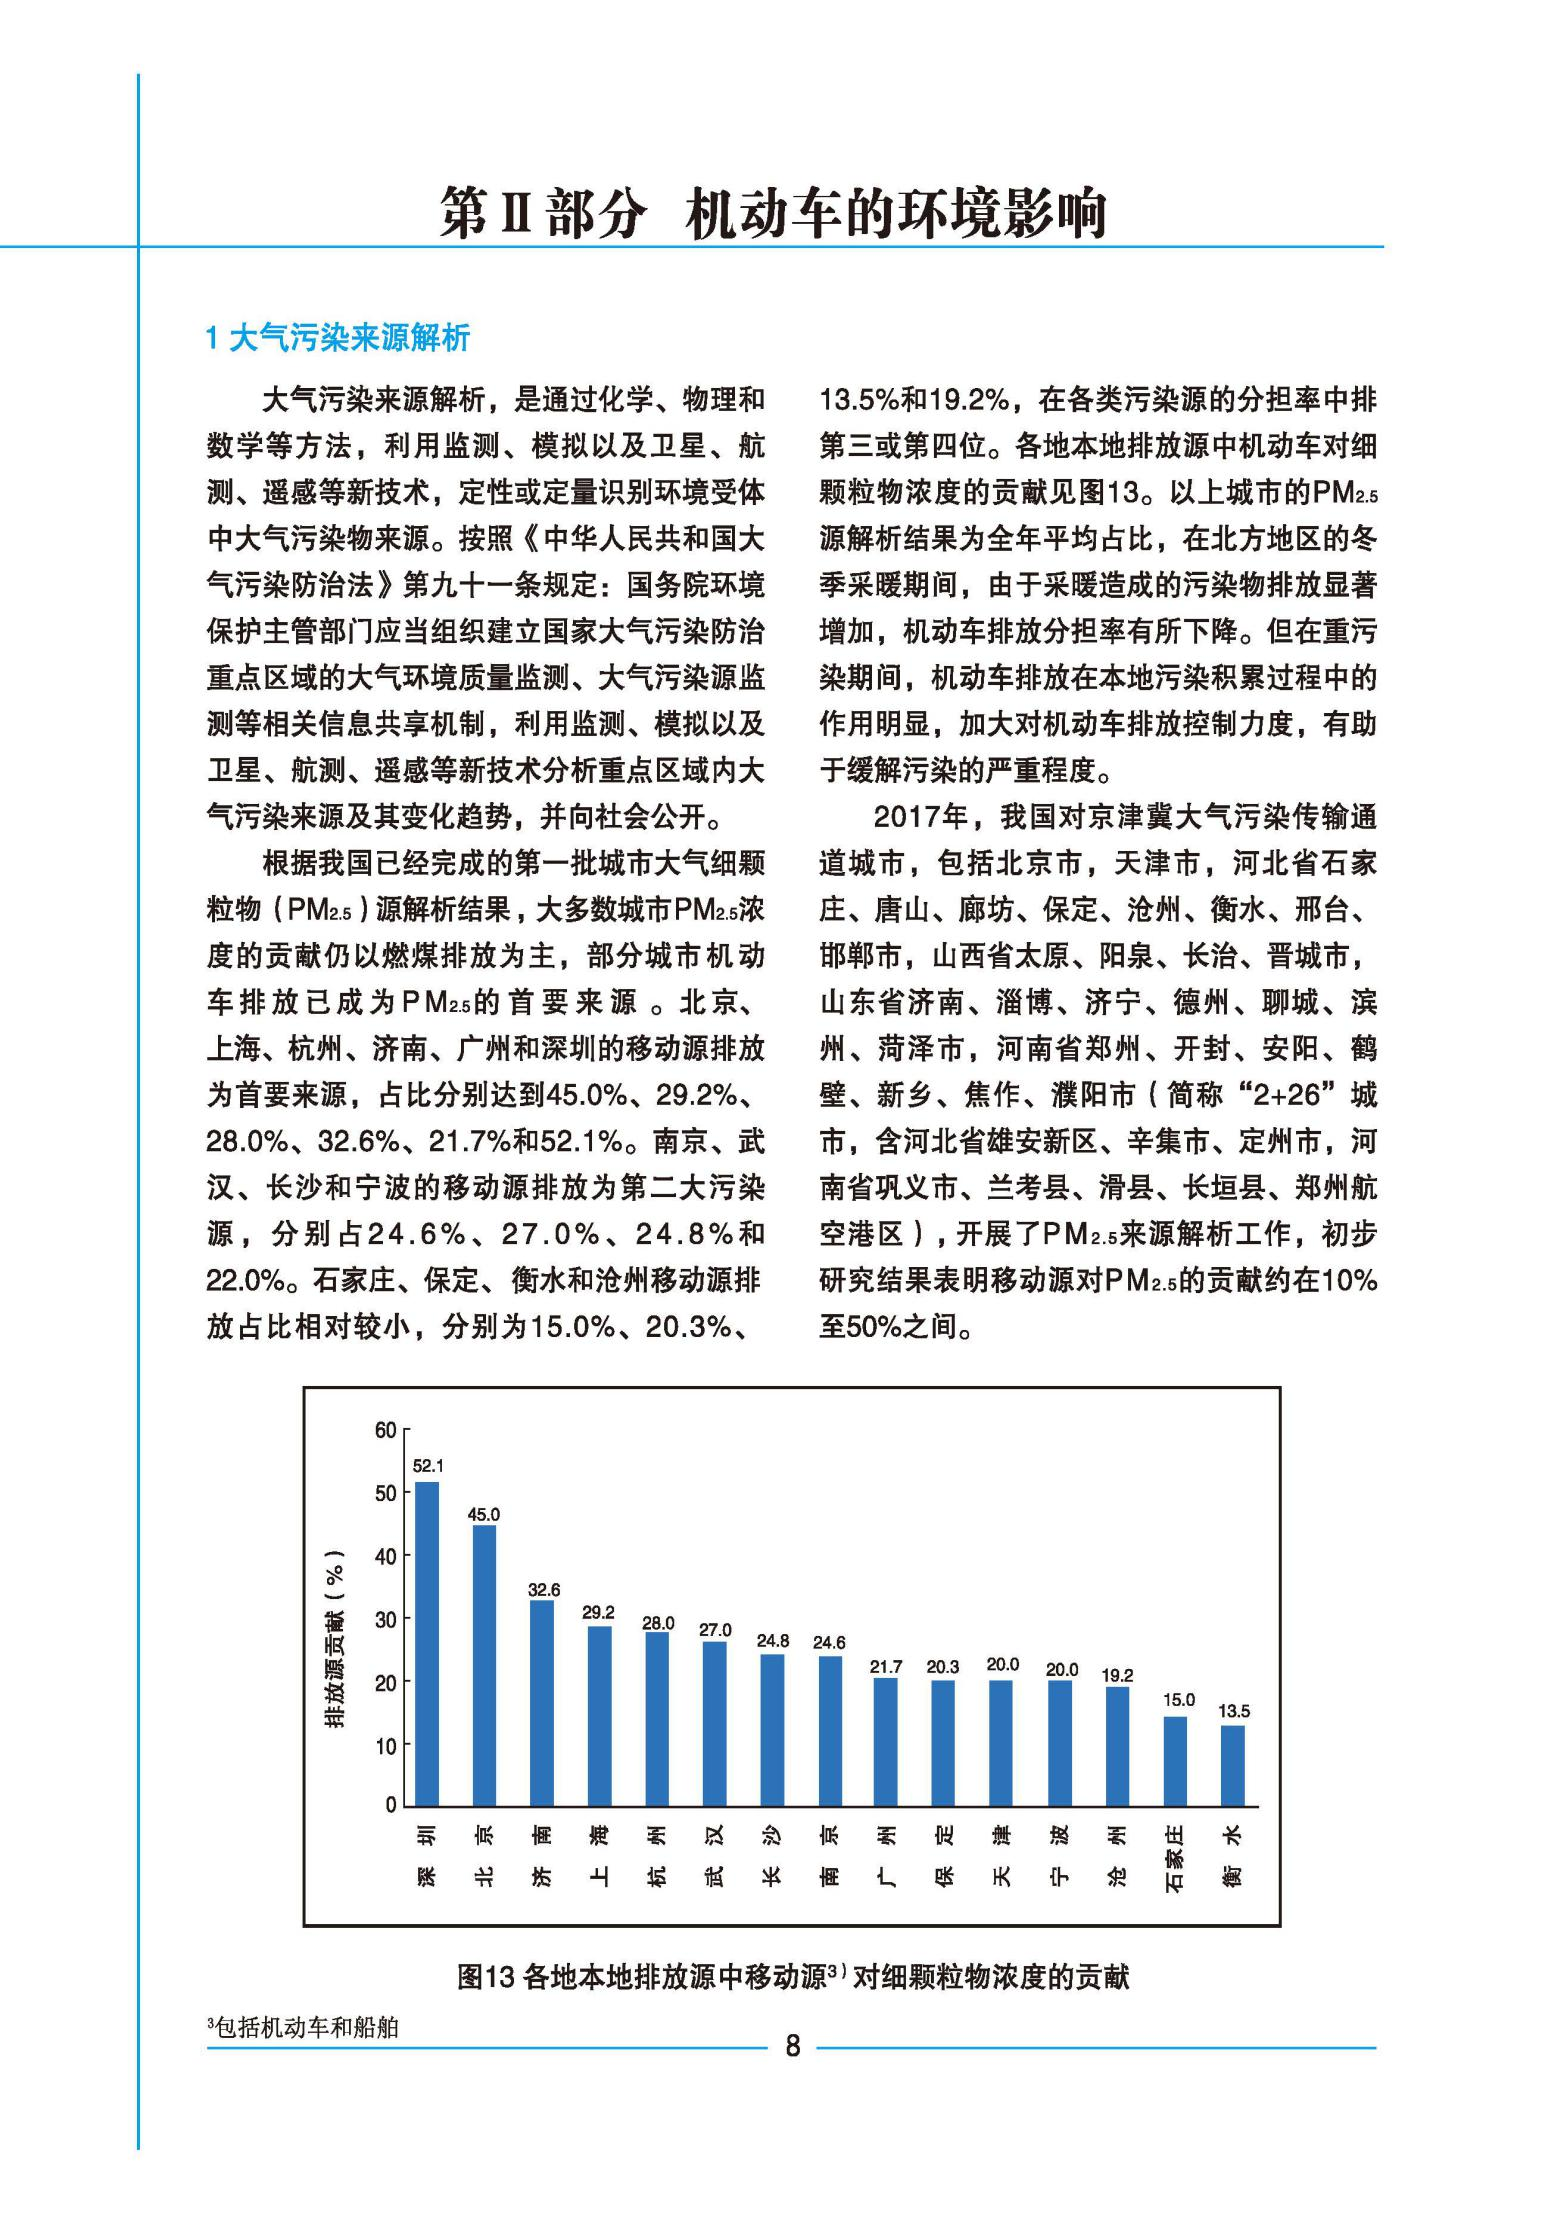 第Ⅱ部分 机动车的环境影响
1 大气污染来源解析
大气污染来源解析，是通过化学、物理和
数学等方法，利用监测、模拟以及卫星、航
测、遥感等新技术，定性或定量识别环境受体
中大气污染物来源。按照《中华人民共和国大
气污染防治法》第九十一条规定：国务院环境
保护主管部门应当组织建立国家大气污染防治
重点区域的大气环境质量监测、大气污染源监
测等相关信息共享机制，利用监测、模拟以及
卫星、航测、遥感等新技术分析重点区域内大
气污染来源及其变化趋势，并向社会公开。
根据我国已经完成的第一批城市大气细颗
粒物（PM2.5）源解析结果，大多数城市PM2.5浓
度的贡献仍以燃煤排放为主，部分城市机动
车排放已成为PM2.5的首要来源。北京、
上海、杭州、济南、广州和深圳的移动源排放
为首要来源，占比分别达到45.0%、29.2%、
28.0%、32.6%、21.7%和52.1%。南京、武
汉、长沙和宁波的移动源排放为第二大污染
源，分别占24.6%、27.0%、24.8%和
22.0%。石家庄、保定、衡水和沧州移动源排
放占比相对较小，分别为15.0%、20.3%、
13.5%和19.2%，在各类污染源的分担率中排
第三或第四位。各地本地排放源中机动车对细
颗粒物浓度的贡献见图13。以上城市的PM2.5
源解析结果为全年平均占比，在北方地区的冬
季采暖期间，由于采暖造成的污染物排放显著
增加，机动车排放分担率有所下降。但在重污
染期间，机动车排放在本地污染积累过程中的
作用明显，加大对机动车排放控制力度，有助
于缓解污染的严重程度。
2017年，我国对京津冀大气污染传输通
道城市，包括北京市，天津市，河北省石家
庄、唐山、廊坊、保定、沧州、衡水、邢台、
邯郸市，山西省太原、阳泉、长治、晋城市，
山东省济南、淄博、济宁、德州、聊城、滨
州、菏泽市，河南省郑州、开封、安阳、鹤
壁、新乡、焦作、濮阳市（简称“2+26”城
市，含河北省雄安新区、辛集市、定州市，河
南省巩义市、兰考县、滑县、长垣县、郑州航
空港区），开展了PM2.5来源解析工作，初步
研究结果表明移动源对PM2.5的贡献约在10%
至50%之间。
排放源贡献（%）
60
50
40
30
20
10
0
52.1
45.0
32.6
29.2
28.0
27.0
24.8
24.6
21.7
20.3
20.0
20.0
19.2
15.0
13.5
深圳
北京
济南
上海
杭州
武汉
长沙
南京
广州
保定
天津
宁波
沧州
石家庄
衡水
图13 各地本地排放源中移动源3）对细颗粒物浓度的贡献
3包括机动车和船舶
8